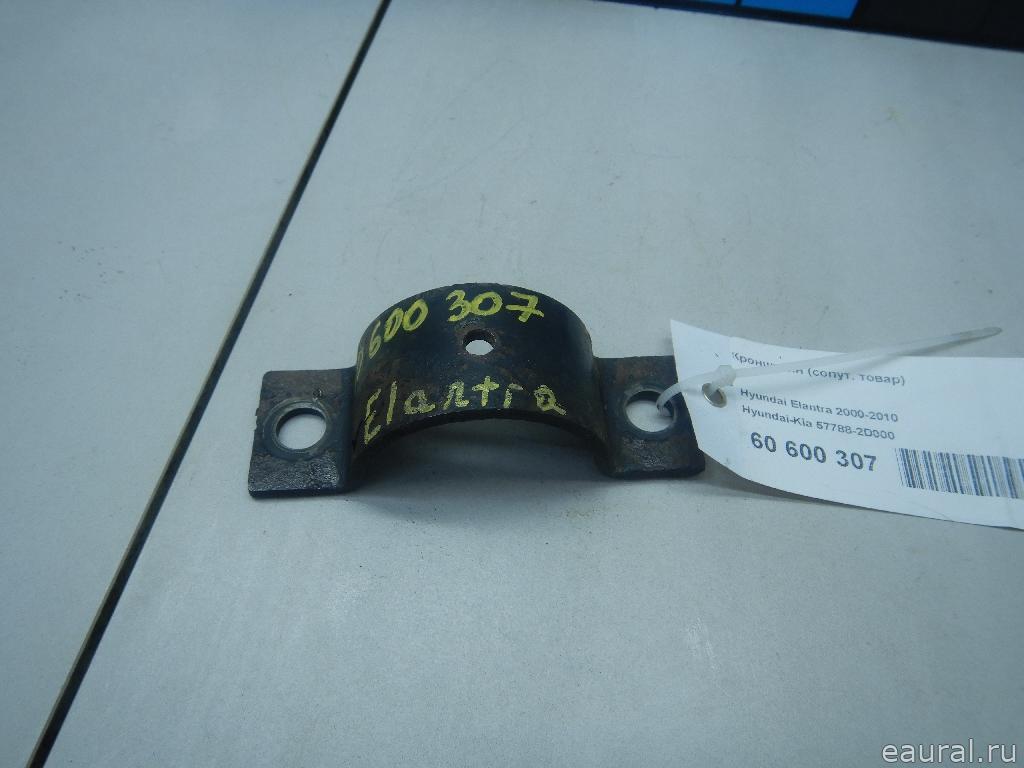 600 307
Elantra
(сопут. товар)
Hyundai Elantra 2000-2010
Hyundai-Kia 57788-2D000
60 600 307
eaural.ru